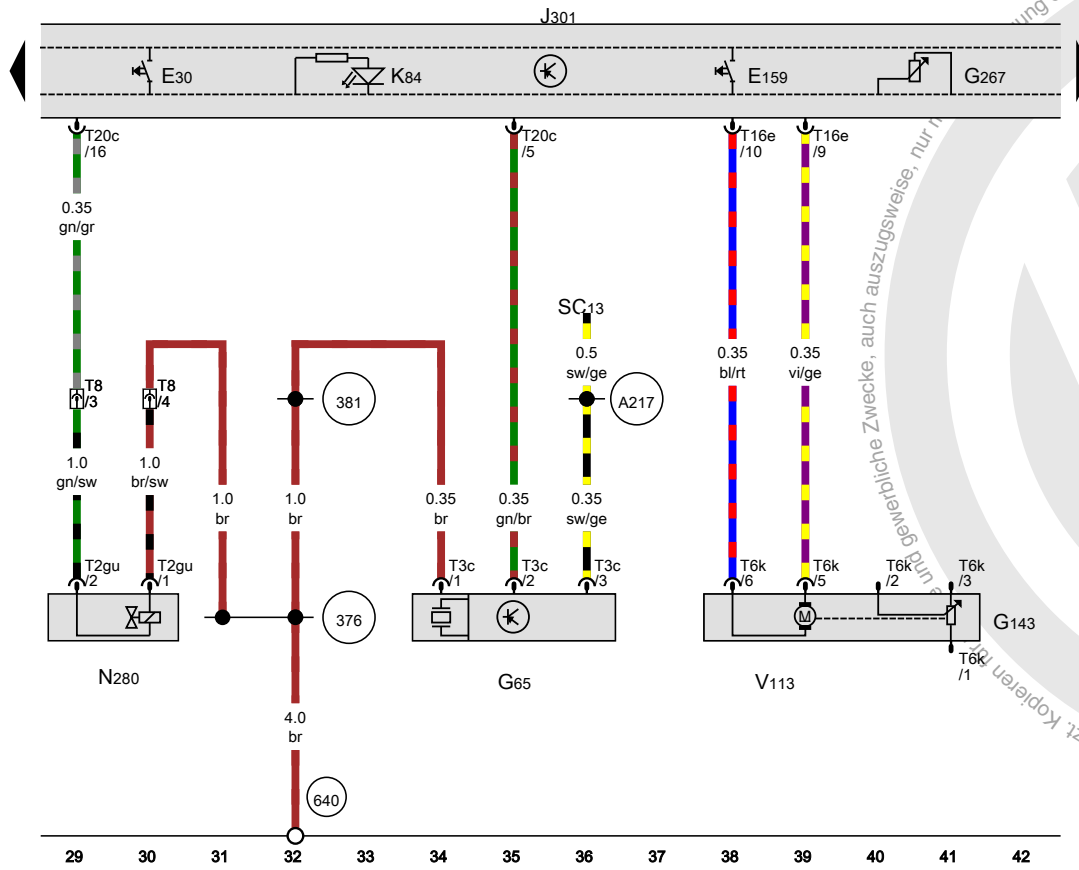 J301
E30
K84
E159
G267
T20c
/16
T20c
/5
T16e
/10
T16e
/9
0.35
gn/gr
SC13
0.5
sw/ge
0.35
bl/rt
0.35
vi/ge
T8
/3
T8
/4
381
A217
1.0
gn/sw
1.0
br/sw
1.0
br
1.0
br
0.35
br
0.35
gn/br
0.35
sw/ge
T2gu
/2
T2gu
/1
T3c
/1
T3c
/2
T3c
/3
T6k
/6
T6k
/5
T6k
/2
T6k
/3
376
M
G143
T6k
/1
N280
G65
V113
4.0
br
640
29 30 31 32 33 34 35 36 37 38 39 40 41 42
zt. Kopieren für
und gewerbliche Zwecke, auch auszugsweise, nur